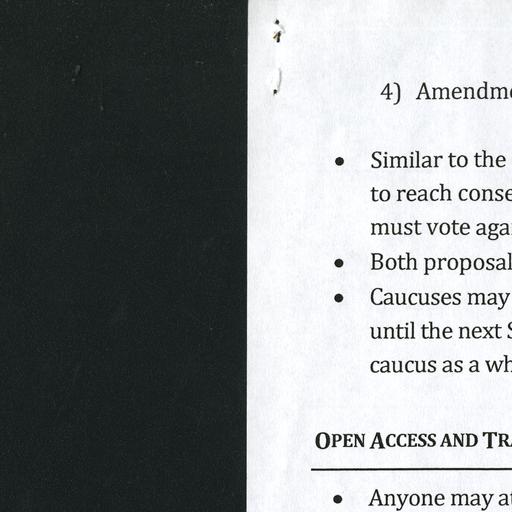 4) Amendme
• Similar to the
to reach conse
must vote aga
• Both proposal
• Caucuses may
until the next S
caucus as a wh
OPEN ACCESS AND TRA
• Anyone may at